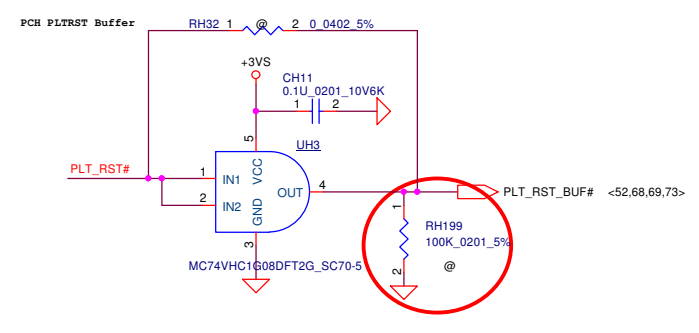 PCH PLTRST Buffer
RH32 1 @ 2 0_0402_5%
+3VS
CH11
0.1U_0201_10V6K
1 2
5
UH3
PLT_RST#
1 IN1 VCC
2 IN2 GND OUT 4
PLT_RST_BUF# <52,68,69,73>
1
RH199
100K_0201_5%
3
2
@
MC74VHC1G08DFT2G_SC70-5